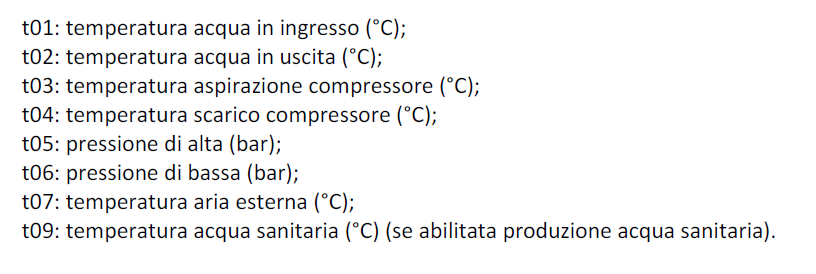 t01: temperatura acqua in ingresso (°C);
t02: temperatura acqua in uscita (°C);
t03: temperatura aspirazione compressore (°C);
t04: temperatura scarico compressore (°C);
t05: pressione di alta (bar);
t06: pressione di bassa (bar);
t07: temperatura aria esterna (°C);
t09: temperatura acqua sanitaria (°C) (se abilitata produzione acqua sanitaria).